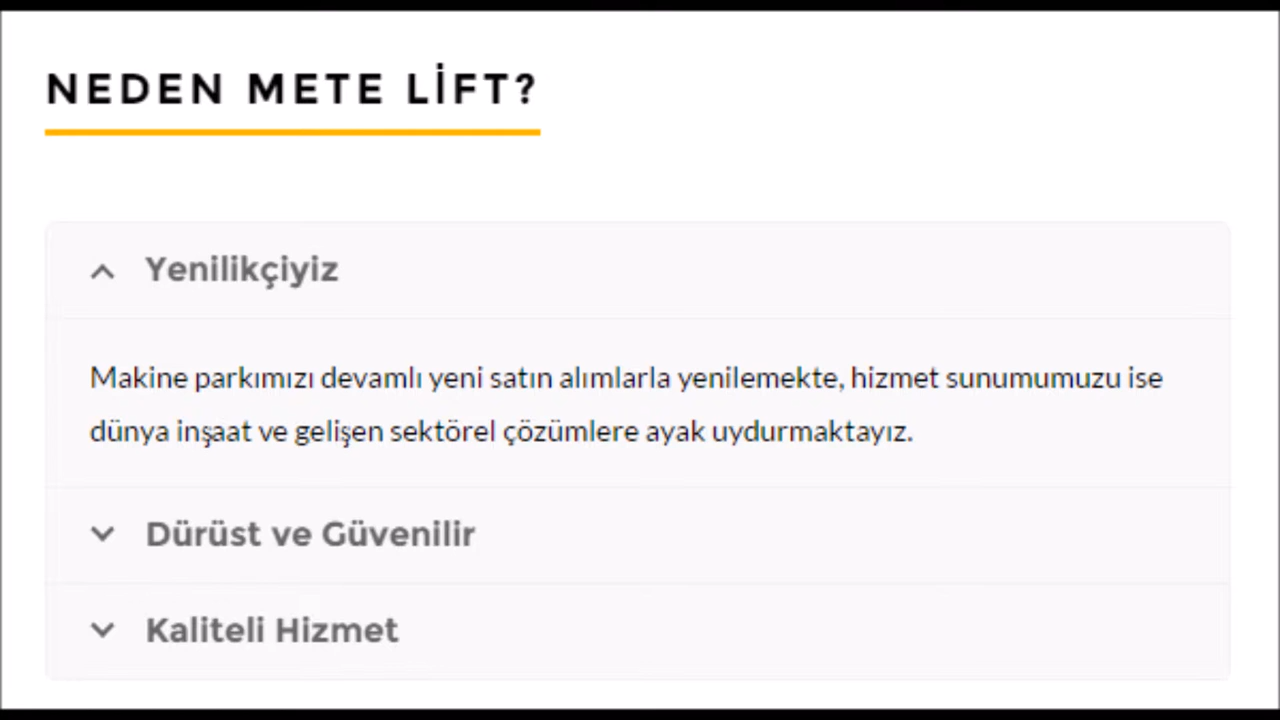 NEDEN METE LİFT?
Yenilikçiyiz
Makine parkımızı devamlı yeni satın alımlarla yenilemekte, hizmet sunumumuzu ise
dünya inşaat ve gelişen sektörel çözümlere ayak uydurmaktayız.
Dürüst ve Güvenilir
Kaliteli Hizmet